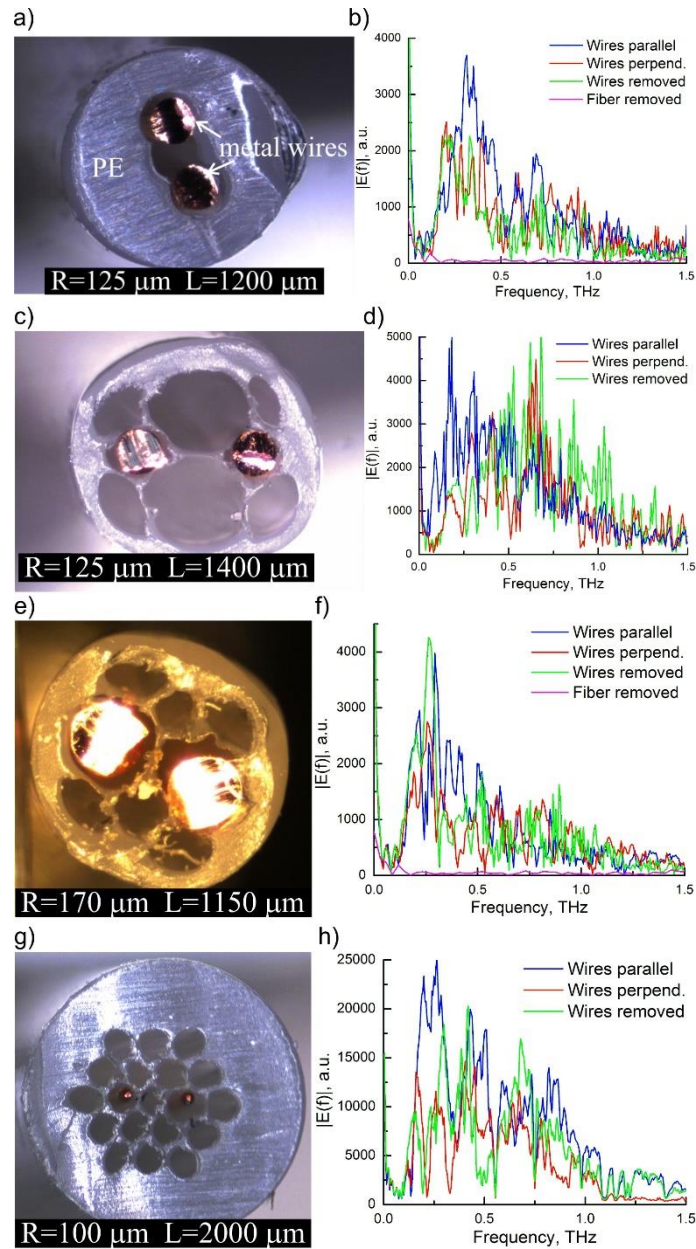 a)
PE
metal wires
R=125 μm L=1200 μm
b)
|E(f)|, a.u.
4000
3000
2000
1000
0
0.0 0.5 1.0 1.5
Frequency, THz
Wires parallel
Wires perpend.
Wires removed
Fiber removed
c)
R=125 μm L=1400 μm
d)
|E(f)|, a.u.
5000
4000
3000
2000
1000
0
0.0 0.5 1.0 1.5
Frequency, THz
Wires parallel
Wires perpend.
Wires removed
e)
R=170 μm L=1150 μm
f)
|E(f)|, a.u.
4000
3000
2000
1000
0
0.0 0.5 1.0 1.5
Frequency, THz
Wires parallel
Wires perpend.
Wires removed
Fiber removed
g)
R=100 μm L=2000 μm
h)
|E(f)|, a.u.
25000
20000
15000
10000
5000
0
0.0 0.5 1.0 1.5
Frequency, THz
Wires parallel
Wires perpend.
Wires removed